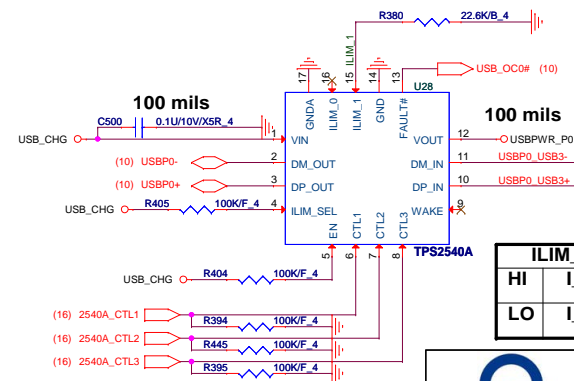 R380 22.6K/B_4
ILIM_1
USB_OC0# (10)
17 16 15 14 13
U28
GNDA ILIM_0 ILIM_1 GND FAULT#
100 mils
C500 0.1U/10V/X5R_4
USB_CHG 1 VIN
100 mils
VOUT 12 USBPWR_P0
(10) USBP0- 2 DM_OUT
DM_IN 11 USBP0_USB3-
(10) USBP0+ 3 DP_OUT
DP_IN 10 USBP0_USB3+
USB_CHG R405 100K/F_4 4 ILIM_SEL
WAKE 9
EN CTL1 CTL2 CTL3
TPS2540A
5 6 7 8
USB_CHG R404 100K/F_4
(16) 2540A_CTL1
R394 100K/F_4
(16) 2540A_CTL2
R445 100K/F_4
(16) 2540A_CTL3
R395 100K/F_4
ILIM_
HI I_
LO I_